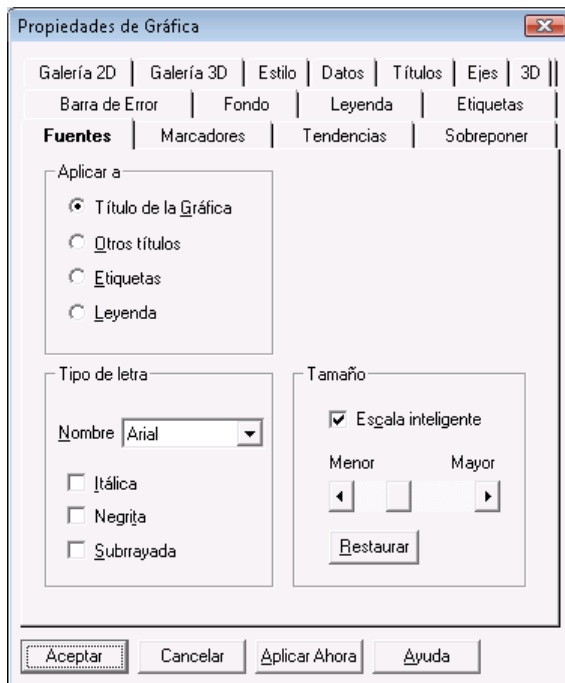 Propiedades de Gráfica
Galería 2D Galería 3D Estilo Datos Títulos Ejes 3D
Barra de Error Fondo Leyenda Etiquetas
Fuentes Marcadores Tendencias Sobreponer
Aplicar a
Título de la Gráfica
Otros títulos
Etiquetas
Leyenda
Tipo de letra
Nombre Arial
Itálica
Negrita
Subrrayada
Tamaño
Escala inteligente
Menor Mayor
Restaurar
Aceptar Cancelar Aplicar Ahora Ayuda